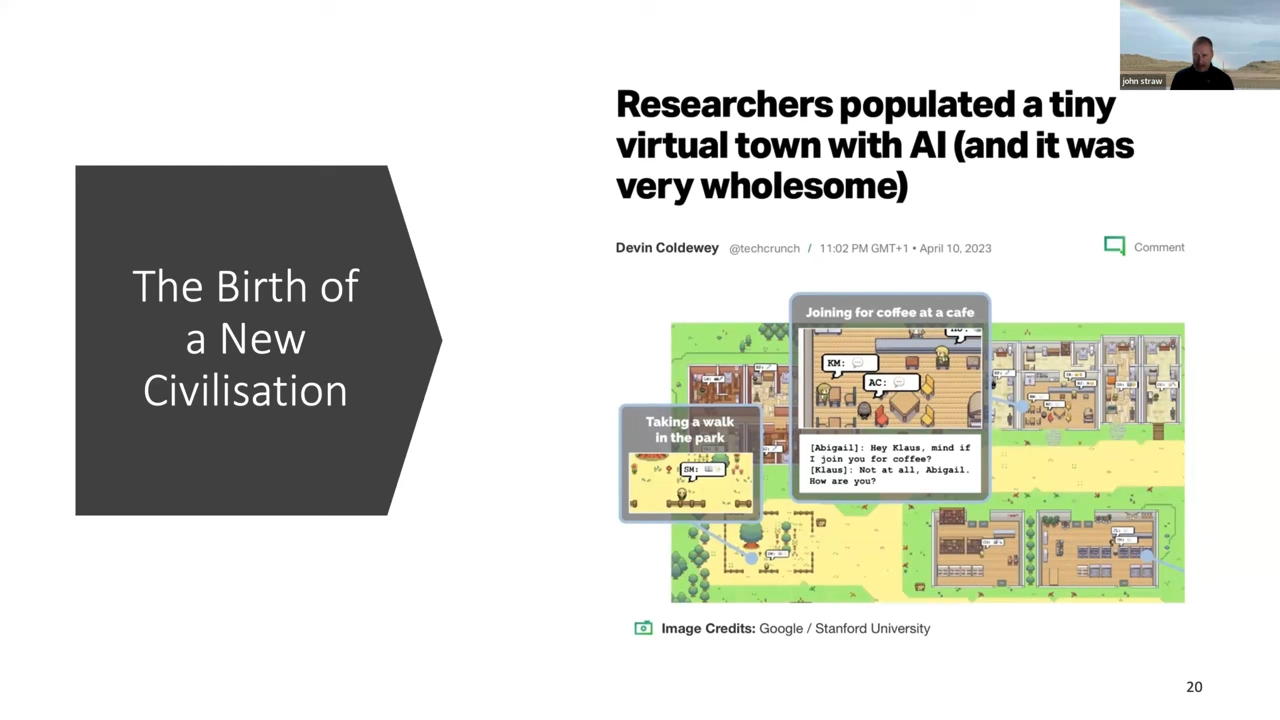 john straw
Researchers populated a tiny
virtual town with AI (and it was
very wholesome)
Devin Coldewey @techcrunch / 11:02 PM GMT+1 • April 10, 2023
Comment
The Birth of
a New
Civilisation
Joining for coffee at a cafe
KM:
AC:
[Abigail]: Hey Klaus, mind if
I join you for coffee?
[Klaus]: Not at all, Abigail.
How are you?
Taking a walk
in the park
SM:
Image Credits: Google / Stanford University
20